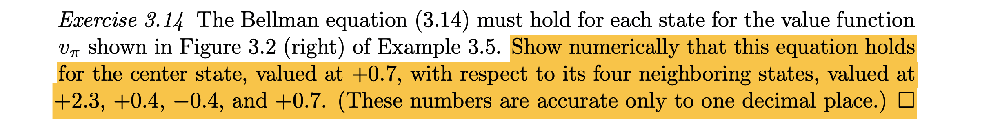 Exercise 3.14 The Bellman equation (3.14) must hold for each state for the value function
vπ shown in Figure 3.2 (right) of Example 3.5. Show numerically that this equation holds
for the center state, valued at +0.7, with respect to its four neighboring states, valued at
+2.3, +0.4, −0.4, and +0.7. (These numbers are accurate only to one decimal place.) □